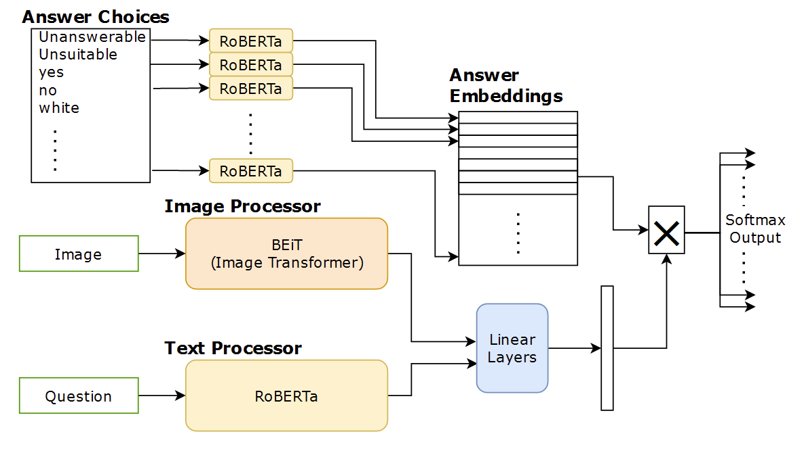 Answer Choices
Unanswerable
Unsuitable
yes
no
white
RoBERTa
RoBERTa
RoBERTa
RoBERTa
Answer
Embeddings
Image Processor
Image
BEiT
(Image Transformer)
Softmax
Output
Linear
Layers
Text Processor
Question
RoBERTa